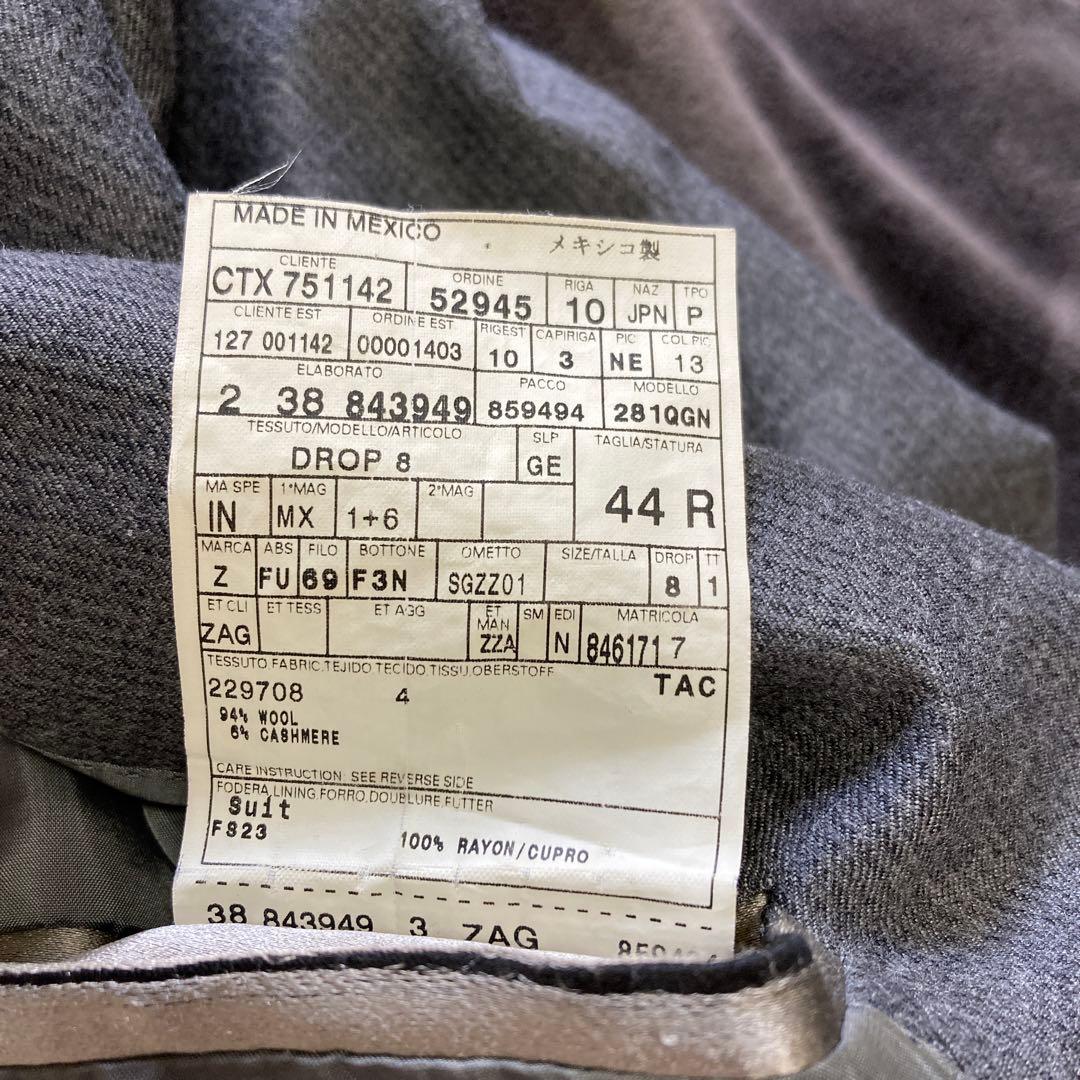 MADE IN MEXICO メキシコ製
CLIENTE ORDINE RIGA NAZ TPO
CTX 751142 52945 10 JPN P
CLIENTE EST ORDINE EST RIGEST CAPIRIGA PIC COL PIC
127 001142 00001403 10 3 NE 13
ELABORATO PACCO MODELLO
2 38 843949 859494 281QGN
TESSUTO/MODELLO/ARTICOLO SLP TAGLIA/STATURA
DROP 8 GE 44 R
MA SPE 1°MAG 2°MAG
IN MX 1+6
MARCA ABS FILO BOTTONE OMETTO SIZE/TALLA DROP TT
Z FU 69 F3N SGZZ01 8 1
ET CLI ET TESS ET AGG ET MAN SM EDI MATRICOLA
ZAG ZZA N 846171 7
TESSUTO,FABRIC,TEJIDO,TECIDO,TISSU,OBERSTOFF TAC
229708 4
94% WOOL
6% CASHMERE
CARE INSTRUCTION: SEE REVERSE SIDE
FODERA,LINING,FORRO,DOUBLURE,FUTTER
Suit
FS23 100% RAYON/CUPRO
38 843949 3 ZAG